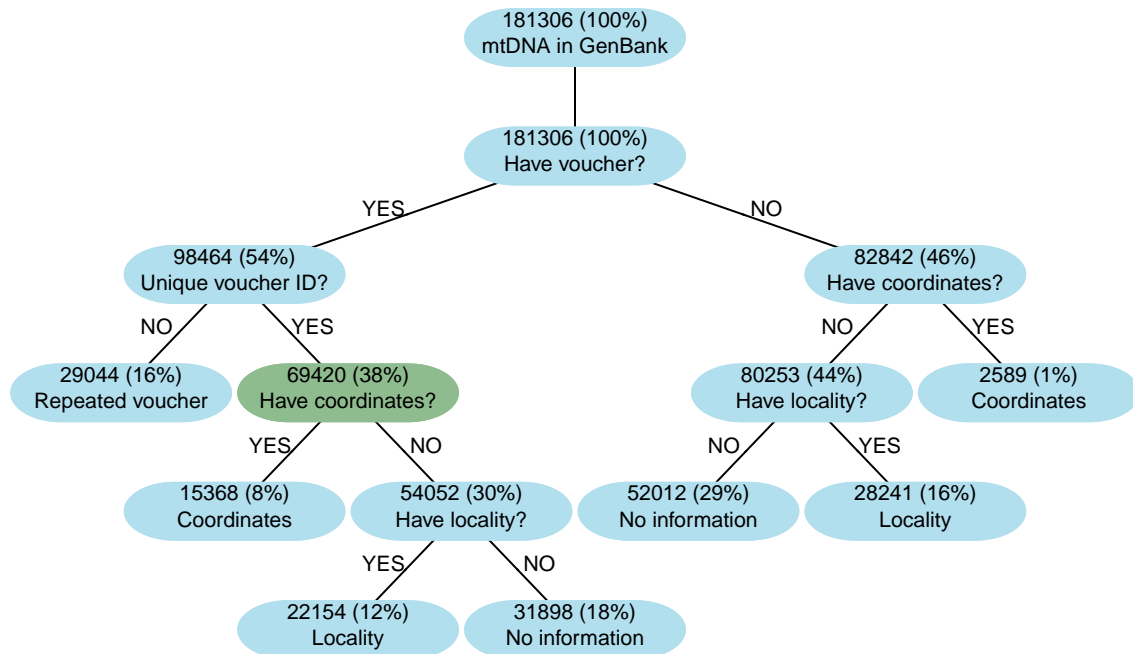 181306 (100%)
mtDNA in GenBank
181306 (100%)
Have voucher?
YES
NO
98464 (54%)
Unique voucher ID?
82842 (46%)
Have coordinates?
NO
YES
NO
YES
29044 (16%)
Repeated voucher
69420 (38%)
Have coordinates?
80253 (44%)
Have locality?
2589 (1%)
Coordinates
YES
NO
NO
YES
15368 (8%)
Coordinates
54052 (30%)
Have locality?
52012 (29%)
No information
28241 (16%)
Locality
YES
NO
22154 (12%)
Locality
31898 (18%)
No information